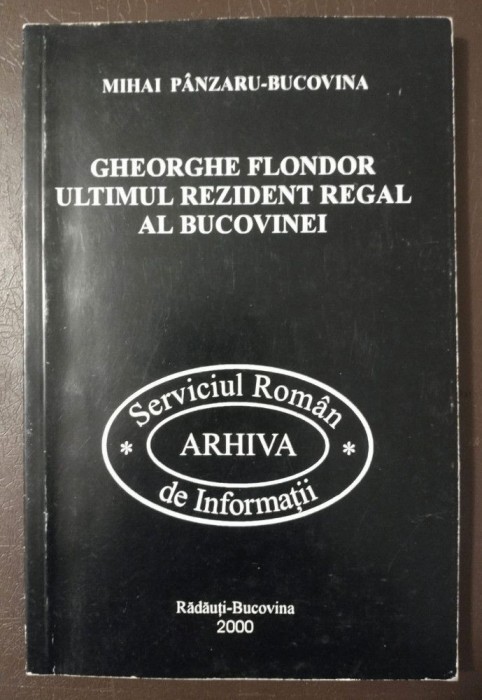 MIHAI PÂNZARU-BUCOVINA
GHEORGHE FLONDOR
ULTIMUL REZIDENT REGAL
AL BUCOVINEI
Serviciul Român
* ARHIVA *
de Informații
Rădăuți-Bucovina
2000